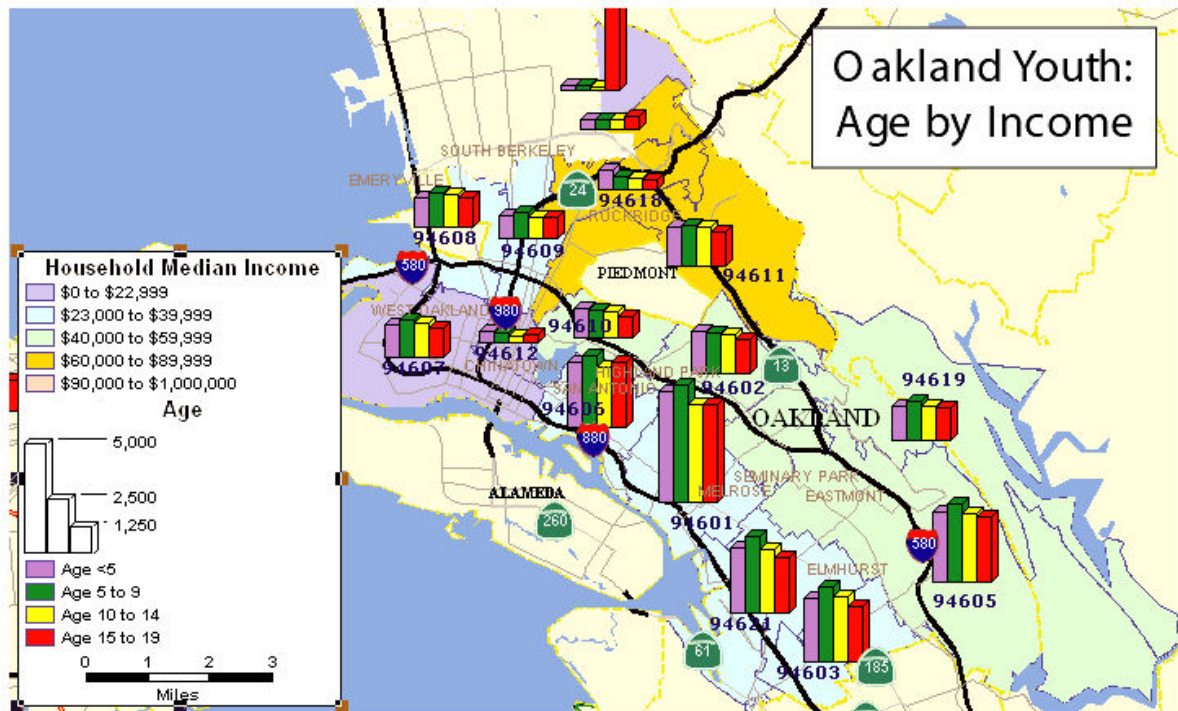 Oakland Youth:
Age by Income
SOUTH BERKELEY
EMERYVILLE
24
94618
ROCKRIDGE
94608
94609
94611
580
PIEDMONT
Household Median Income
$0 to $22,999
$23,000 to $39,999
$40,000 to $59,999
$60,000 to $89,999
$90,000 to $1,000,000
Age
5,000
2,500
1,250
Age <5
Age 5 to 9
Age 10 to 14
Age 15 to 19
0 1 2 3
Miles
980
WEST OAKLAND
94610
94612
94607
CHINATOWN
HIGHLAND PARK
13
94602
94619
SAN ANTONIO
94606
OAKLAND
880
SEMINARY PARK
MELROSE
EASTMONT
ALAMEDA
94601
260
580
ELMHURST
94605
94621
61
94603
185